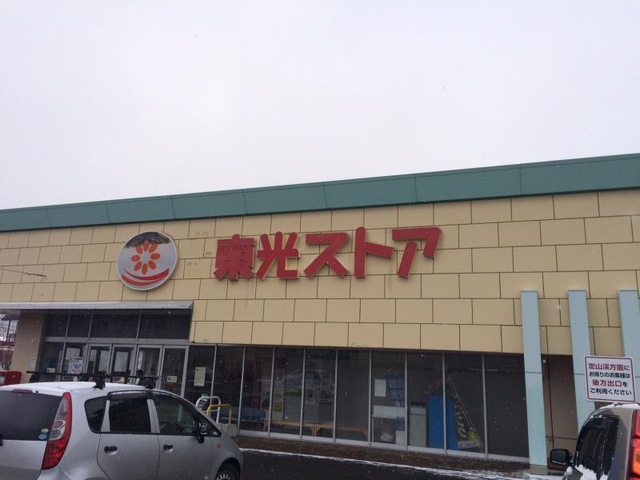 東光ストア
定山渓方面に
お帰りのお客様は
後方出口を
ご利用ください